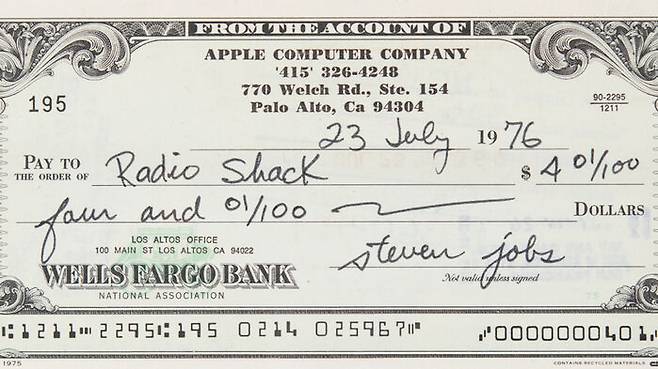 FROM THE ACCOUNT OF
APPLE COMPUTER COMPANY
'415' 326-4248
770 Welch Rd., Ste. 154
Palo Alto, Ca 94304
195
90-2295
1211
23 July 1976
PAY TO
THE ORDER OF Radio Shack $ 4 01/100
four and 01/100 DOLLARS
LOS ALTOS OFFICE
100 MAIN ST LOS ALTOS CA 94022
WELLS FARGO BANK
NATIONAL ASSOCIATION
steven jobs
Not valid unless signed
1211 2295 195 0214 025967 0000000401
1975
CONTAINS RECYCLED MATERIALS